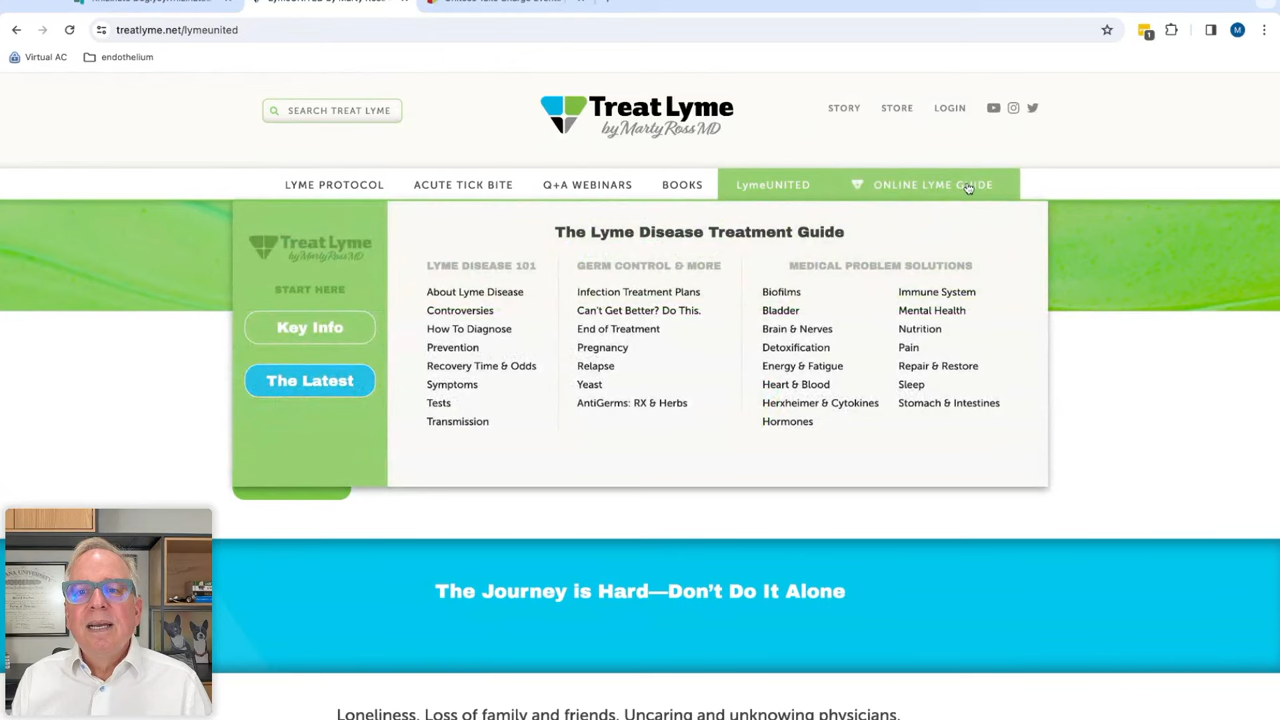 LymeUNITED by Marty Ross
treatlyme.net/lymeunited
1
M
Virtual AC
endothelium
SEARCH TREAT LYME
Treat Lyme
by Marty Ross MD
STORY
STORE
LOGIN
LYME PROTOCOL
ACUTE TICK BITE
Q+A WEBINARS
BOOKS
LymeUNITED
ONLINE LYME GUIDE
Treat Lyme
by Marty Ross MD
START HERE
Key Info
The Latest
The Lyme Disease Treatment Guide
LYME DISEASE 101
About Lyme Disease
Controversies
How To Diagnose
Prevention
Recovery Time & Odds
Symptoms
Tests
Transmission
GERM CONTROL & MORE
Infection Treatment Plans
Can't Get Better? Do This.
End of Treatment
Pregnancy
Relapse
Yeast
AntiGerms: RX & Herbs
MEDICAL PROBLEM SOLUTIONS
Biofilms
Bladder
Brain & Nerves
Detoxification
Energy & Fatigue
Heart & Blood
Herxheimer & Cytokines
Hormones
Immune System
Mental Health
Nutrition
Pain
Repair & Restore
Sleep
Stomach & Intestines
The Journey is Hard—Don't Do It Alone
Loneliness. Loss of family and friends. Uncaring and unknowing physicians.